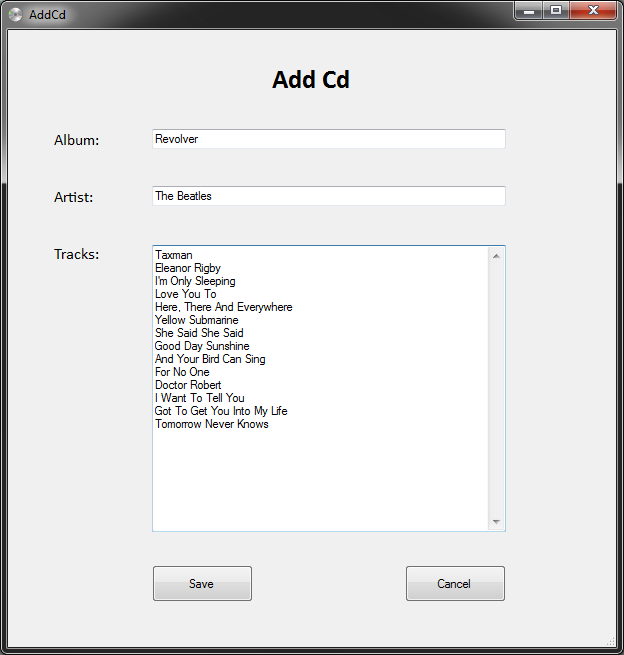 AddCd
Add Cd
Album:
Revolver
Artist:
The Beatles
Tracks:
Taxman
Eleanor Rigby
I'm Only Sleeping
Love You To
Here, There And Everywhere
Yellow Submarine
She Said She Said
Good Day Sunshine
And Your Bird Can Sing
For No One
Doctor Robert
I Want To Tell You
Got To Get You Into My Life
Tomorrow Never Knows
Save
Cancel